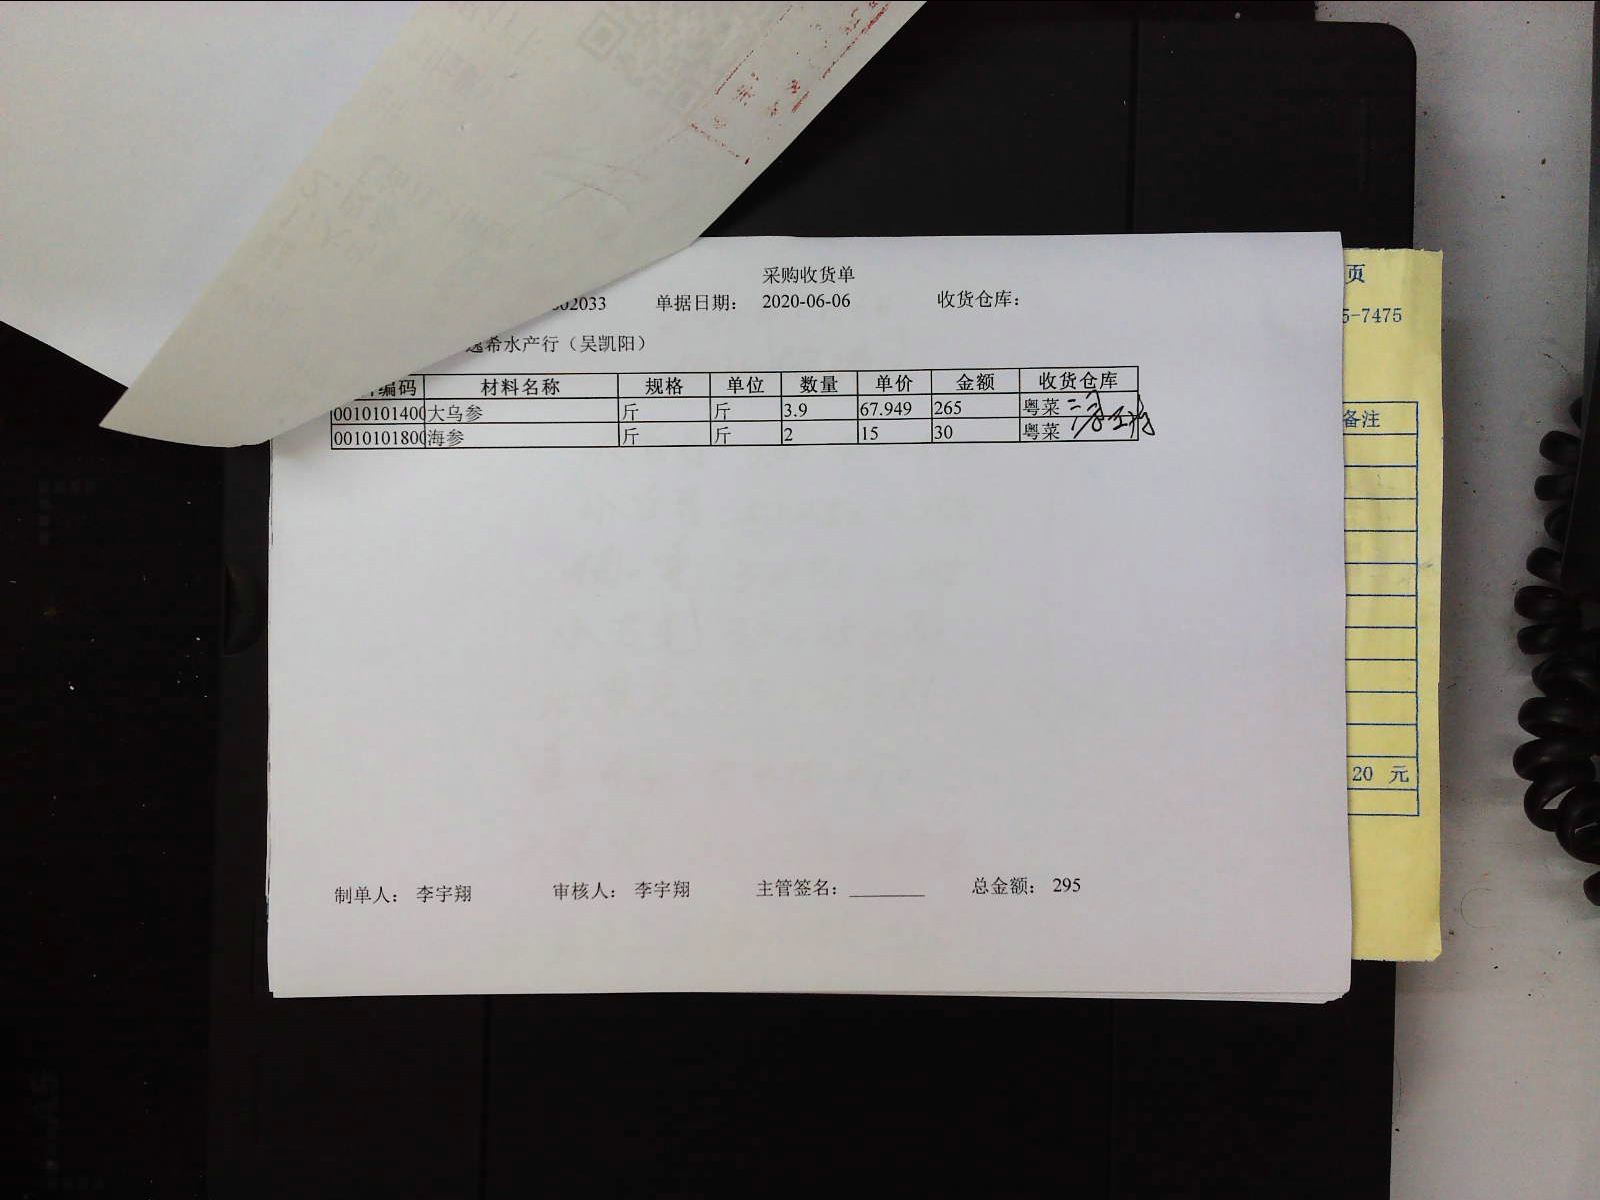 采购收货单
02033 单据日期： 2020-06-06 收货仓库：
逸希水产行（吴凯阳）
编码 材料名称 规格 单位 数量 单价 金额 收货仓库
0010101400 大乌参 斤 斤 3.9 67.949 265 粤菜
0010101800 海参 斤 斤 2 15 30 粤菜
制单人： 李宇翔 审核人： 李宇翔 主管签名： 总金额： 295
页
5-7475
备注
20 元